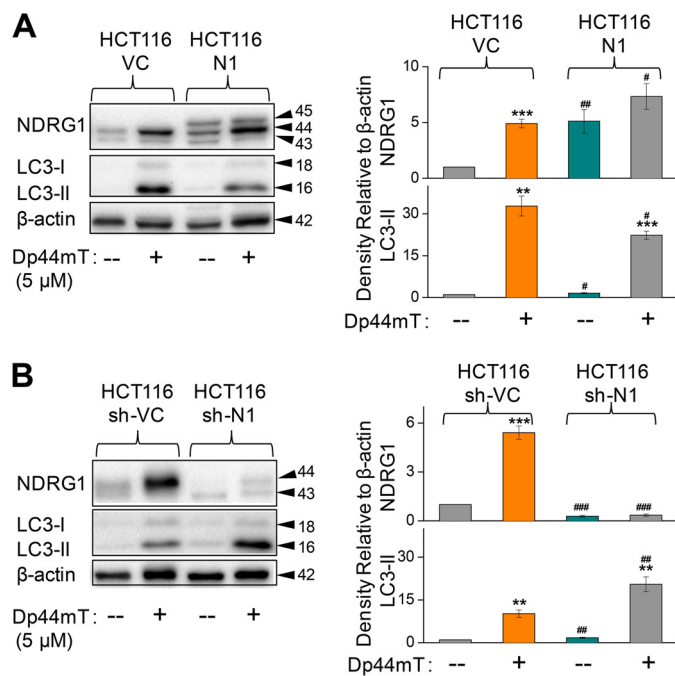 A
HCT116 HCT116
VC N1
NDRG1
45
44
43
LC3-I
18
LC3-II
16
β-actin
42
Dp44mT : -- + -- +
(5 µM)
HCT116 HCT116
VC N1
Density Relative to β-actin
NDRG1
LC3-II
10
5
0
***
##
#
30
15
0
**
#
#
***
Dp44mT : -- + -- +
B
HCT116 HCT116
sh-VC sh-N1
NDRG1
44
43
LC3-I
18
LC3-II
16
β-actin
42
Dp44mT : -- + -- +
(5 µM)
HCT116 HCT116
sh-VC sh-N1
Density Relative to β-actin
NDRG1
LC3-II
6
3
0
***
###
###
30
15
0
**
##
##
**
Dp44mT : -- + -- +